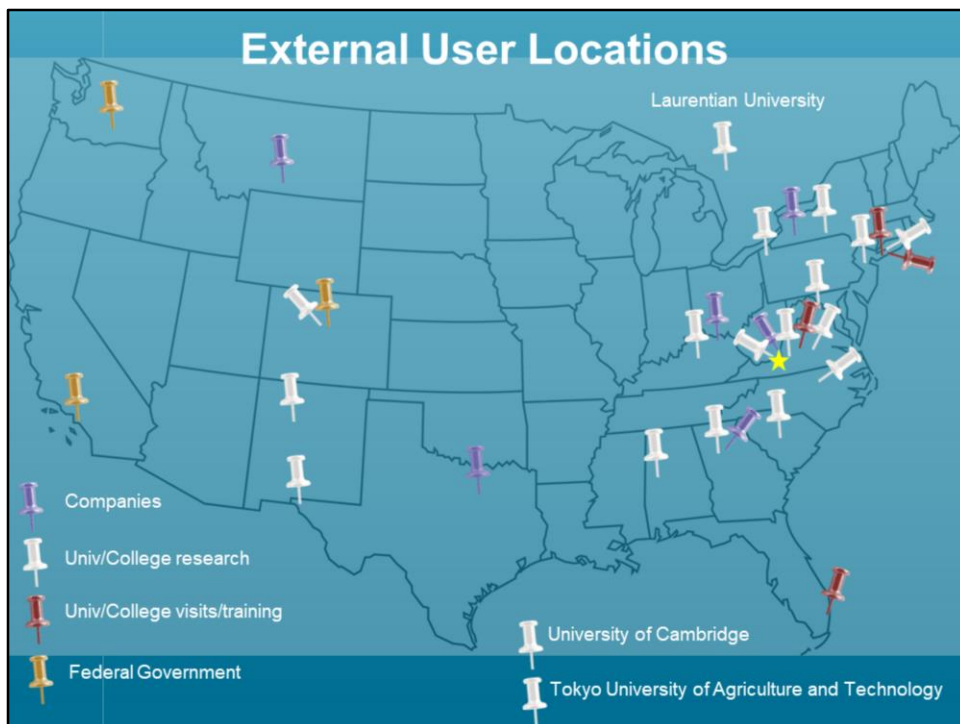 External User Locations
Laurentian University
Companies
Univ/College research
Univ/College visits/training
University of Cambridge
Federal Government
Tokyo University of Agriculture and Technology